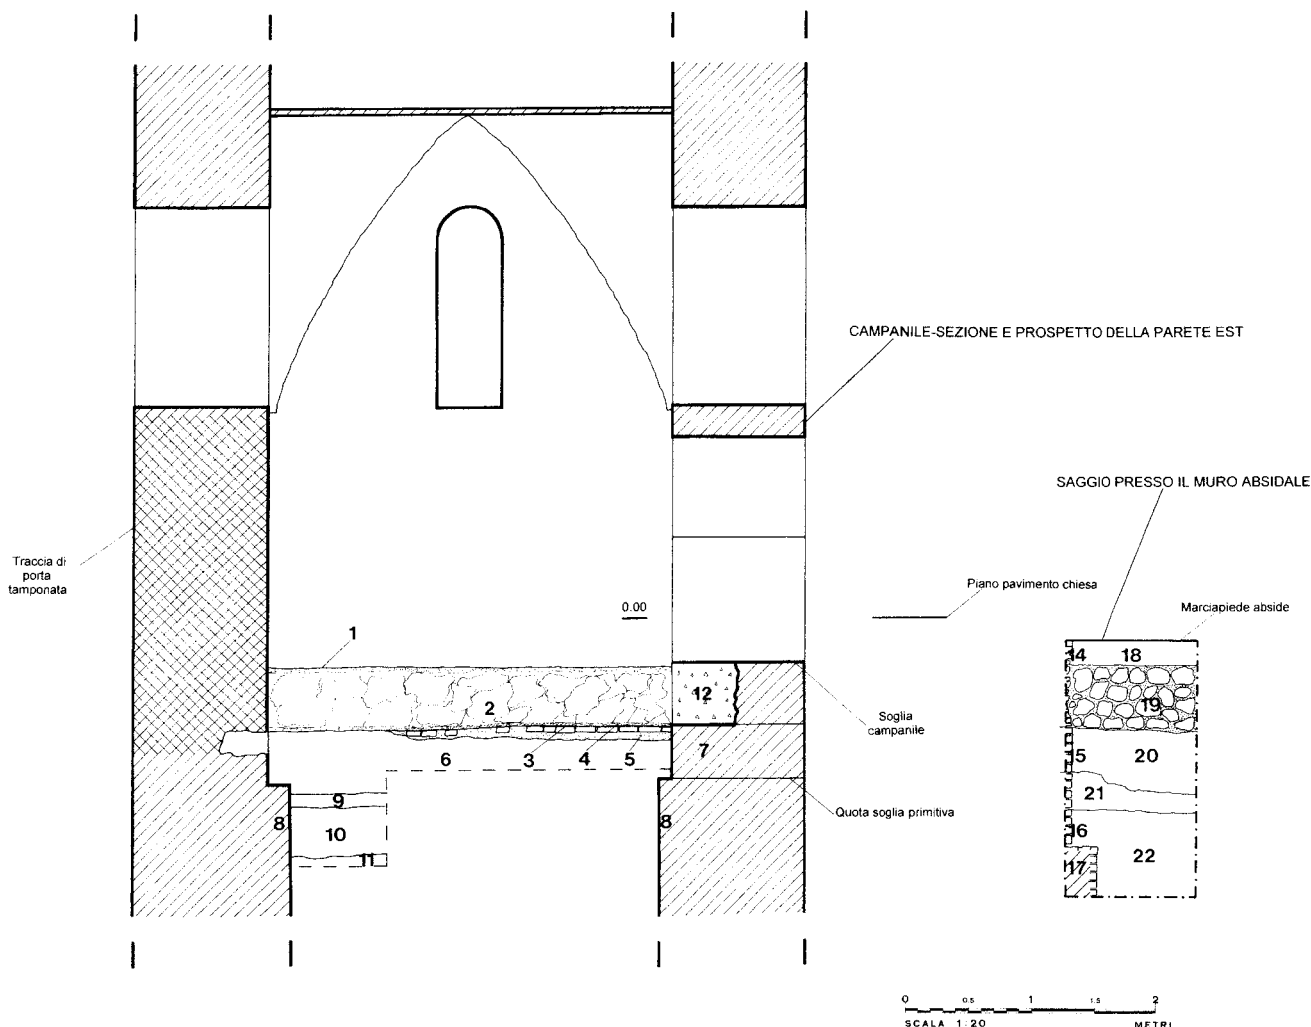 CAMPANILE-SEZIONE E PROSPETTO DELLA PARETE EST
SAGGIO PRESSO IL MURO ABSIDALE
Traccia di
porta
tamponata
Piano pavimento chiesa
0.00
Marciapiede abside
1
14
18
12
2
19
Soglia
campanile
7
6
3
4
5
15
20
21
9
Quota soglia primitiva
8
8
10
16
11
22
17
0
0.5
1
1.5
2
SCALA 1:20
METRI